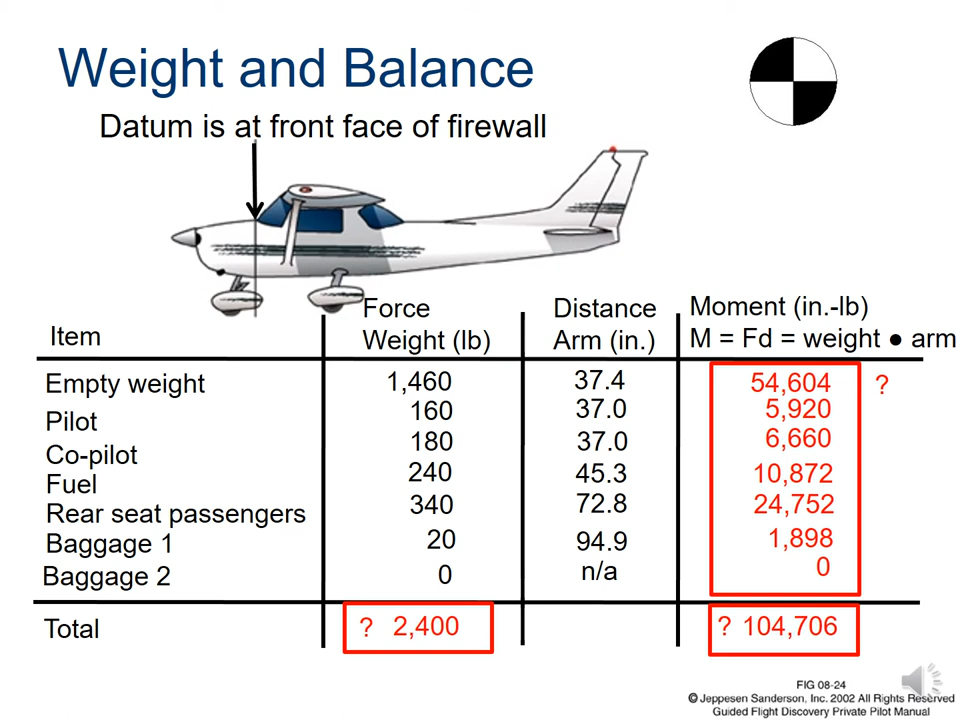 Weight and Balance
Datum is at front face of firewall
Item
Force
Weight (lb)
Distance
Arm (in.)
Moment (in.-lb)
M = Fd = weight ● arm
Empty weight 1,460 37.4 54,604 ?
Pilot 160 37.0 5,920
Co-pilot 180 37.0 6,660
Fuel 240 45.3 10,872
Rear seat passengers 340 72.8 24,752
Baggage 1 20 94.9 1,898
Baggage 2 0 n/a 0
Total ? 2,400 ? 104,706
FIG 08-24
© Jeppesen Sanderson, Inc. 2002 All Rights Reserved
Guided Flight Discovery Private Pilot Manual